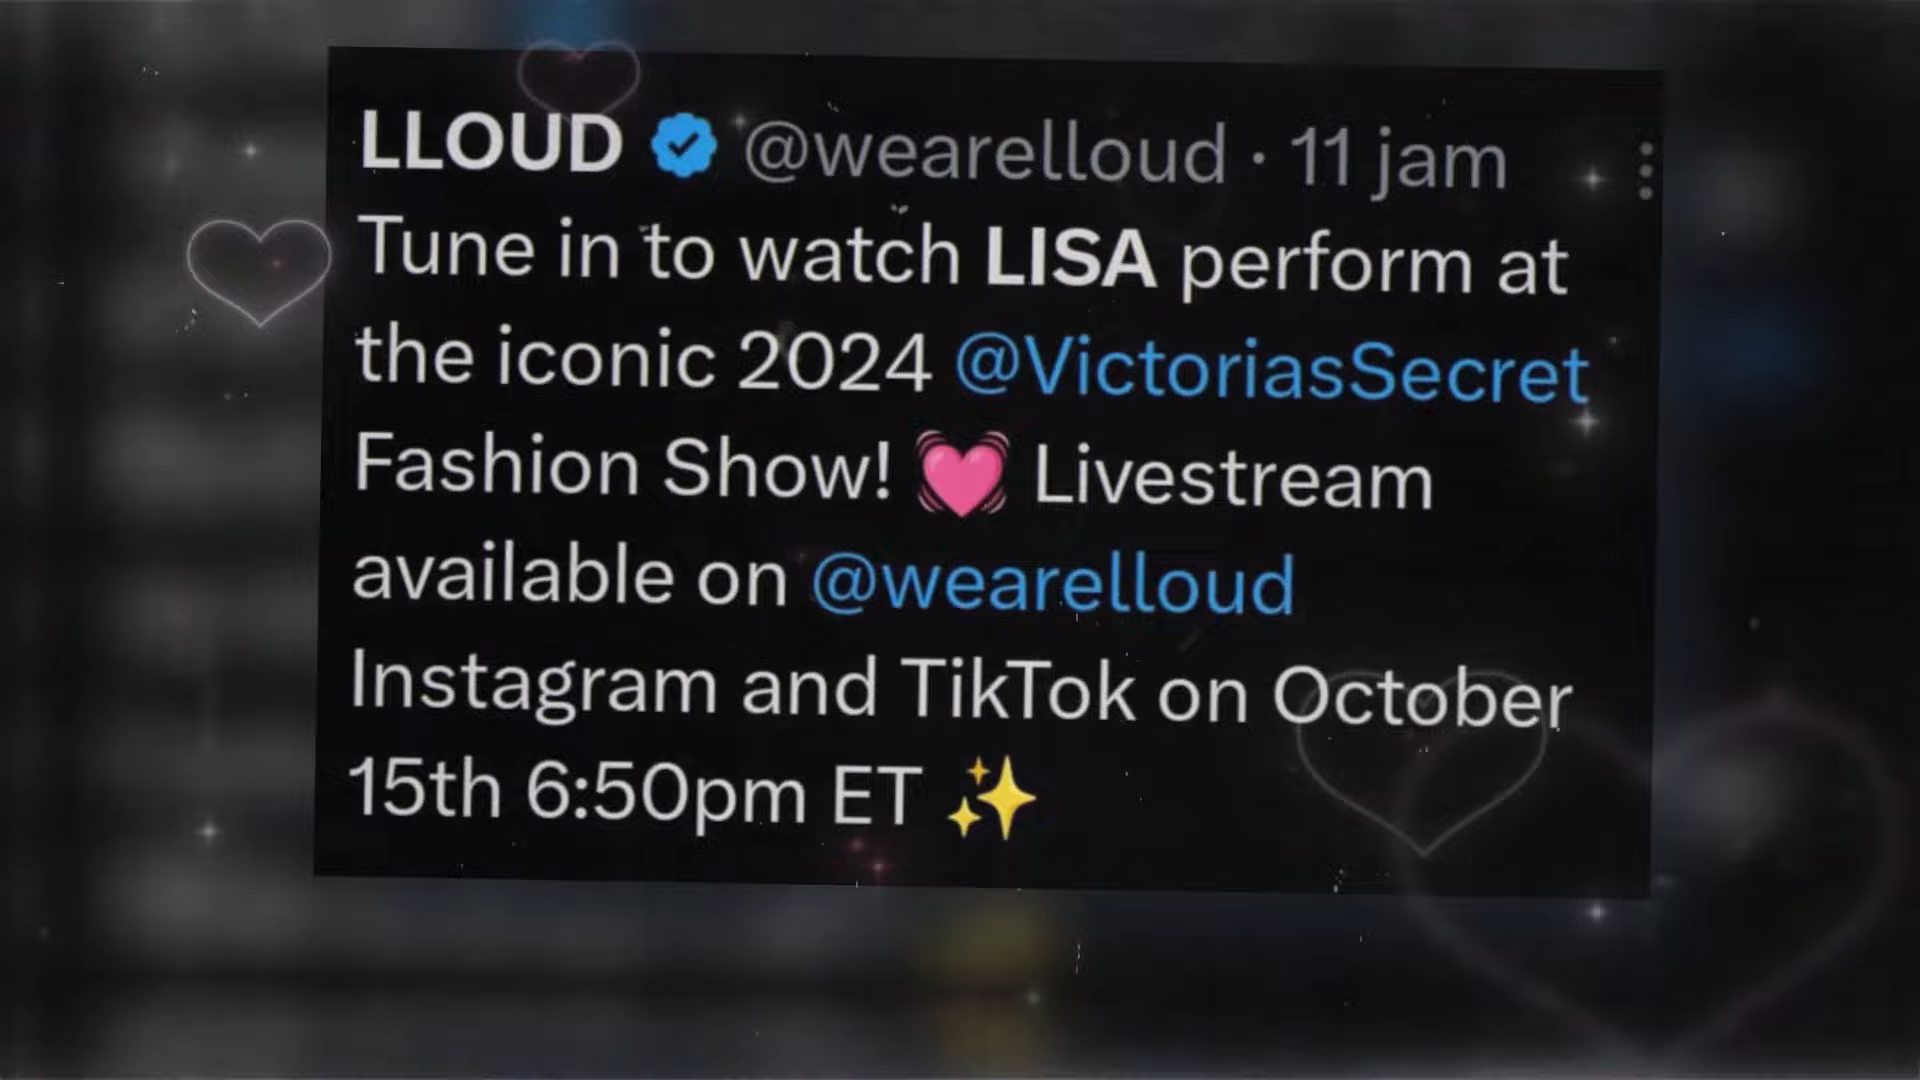 LLOUD @wearelloud · 11 jam
Tune in to watch LISA perform at
the iconic 2024 @VictoriasSecret
Fashion Show! 💓 Livestream
available on @wearelloud
Instagram and TikTok on October
15th 6:50pm ET ✨